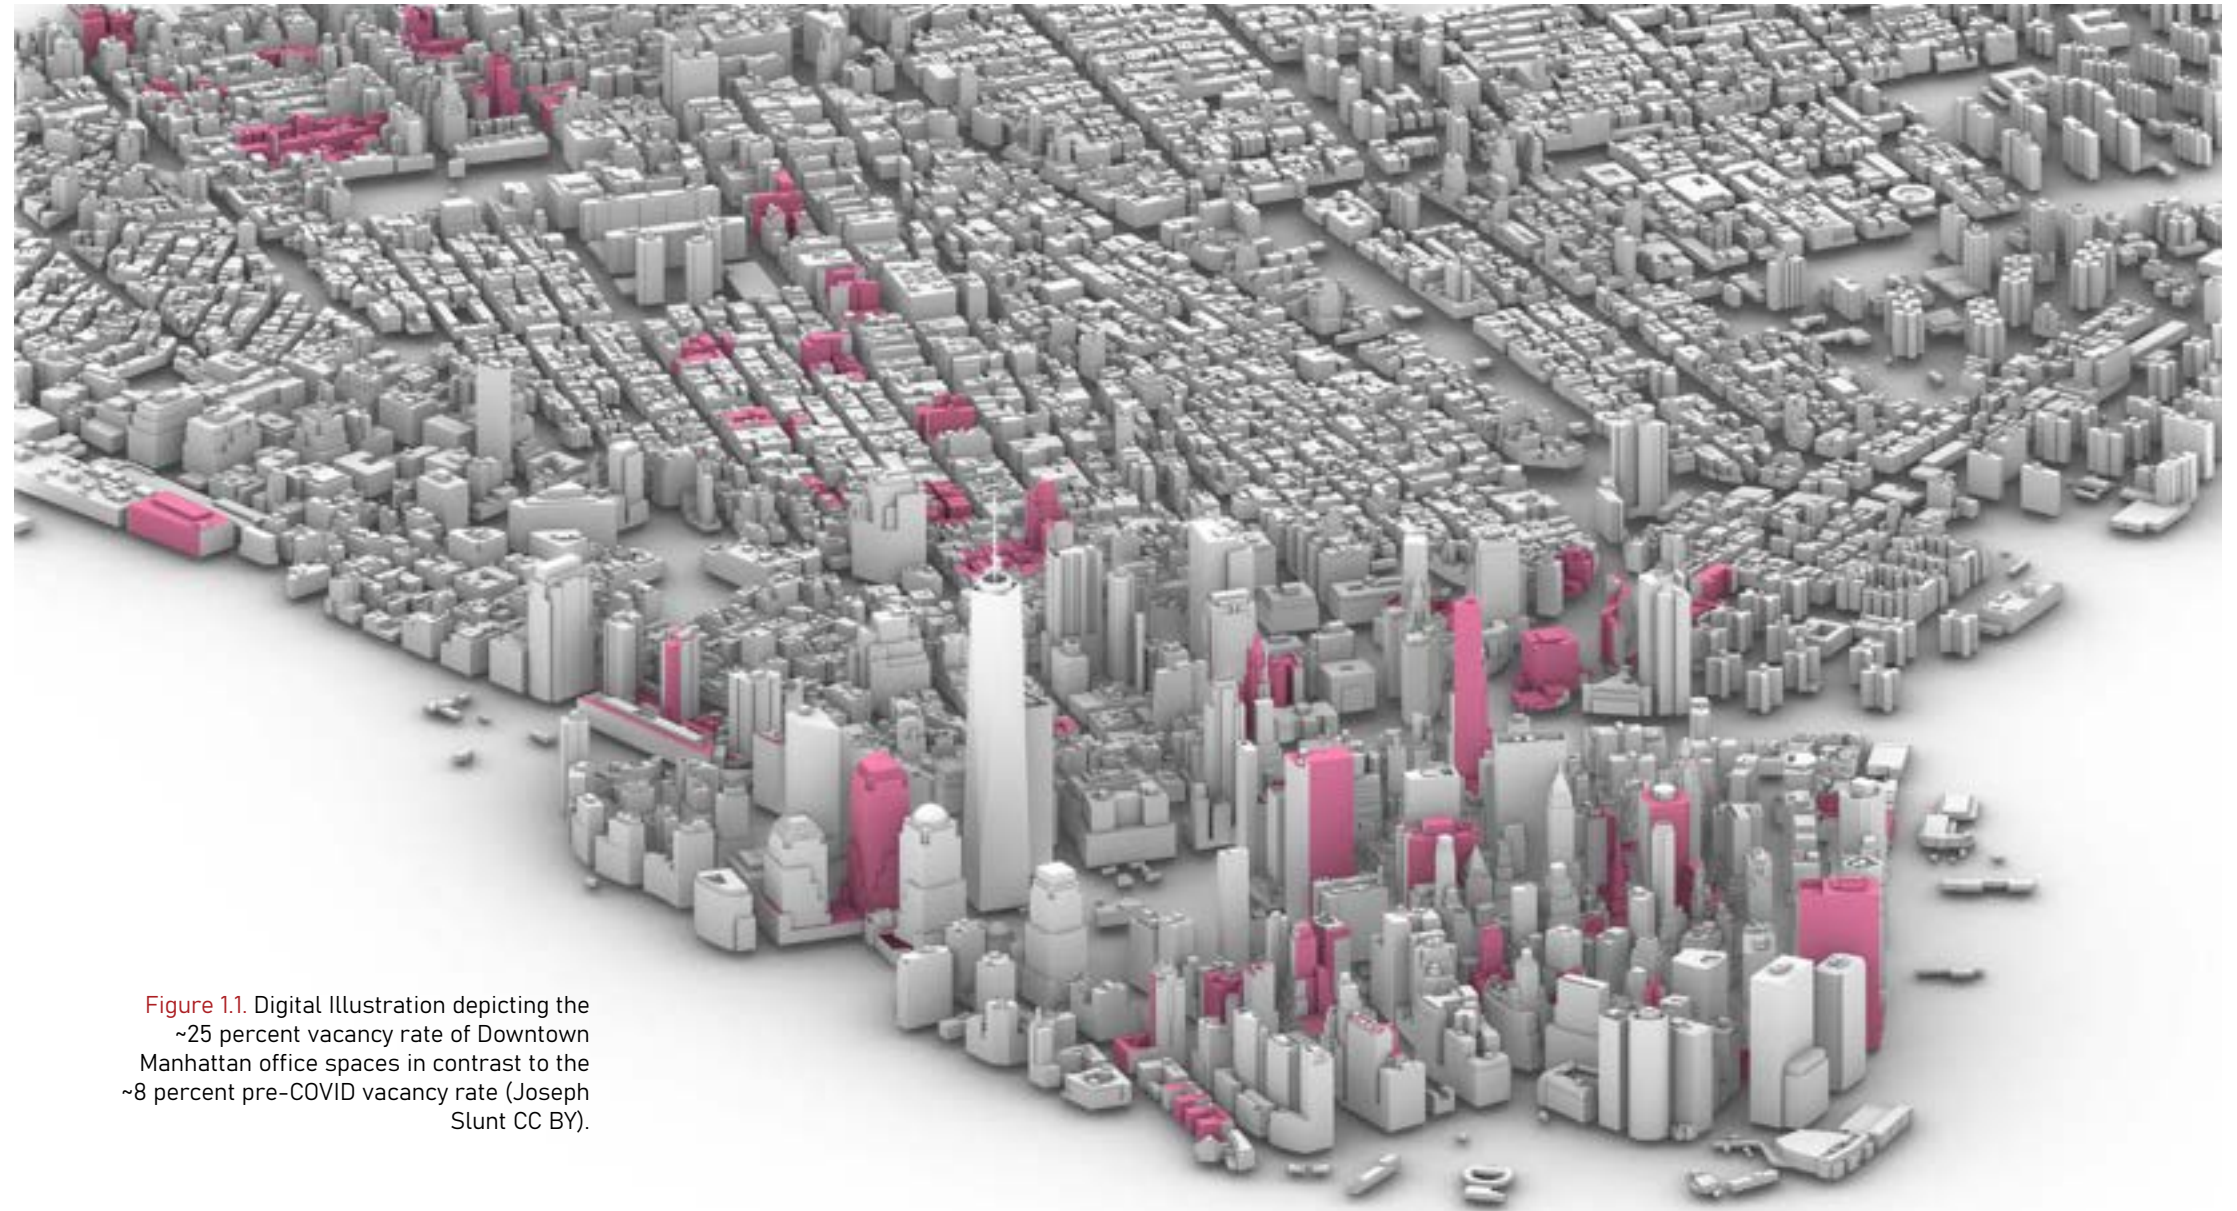 Figure 1.1. Digital Illustration depicting the
~25 percent vacancy rate of Downtown
Manhattan office spaces in contrast to the
~8 percent pre-COVID vacancy rate (Joseph
Slunt CC BY).